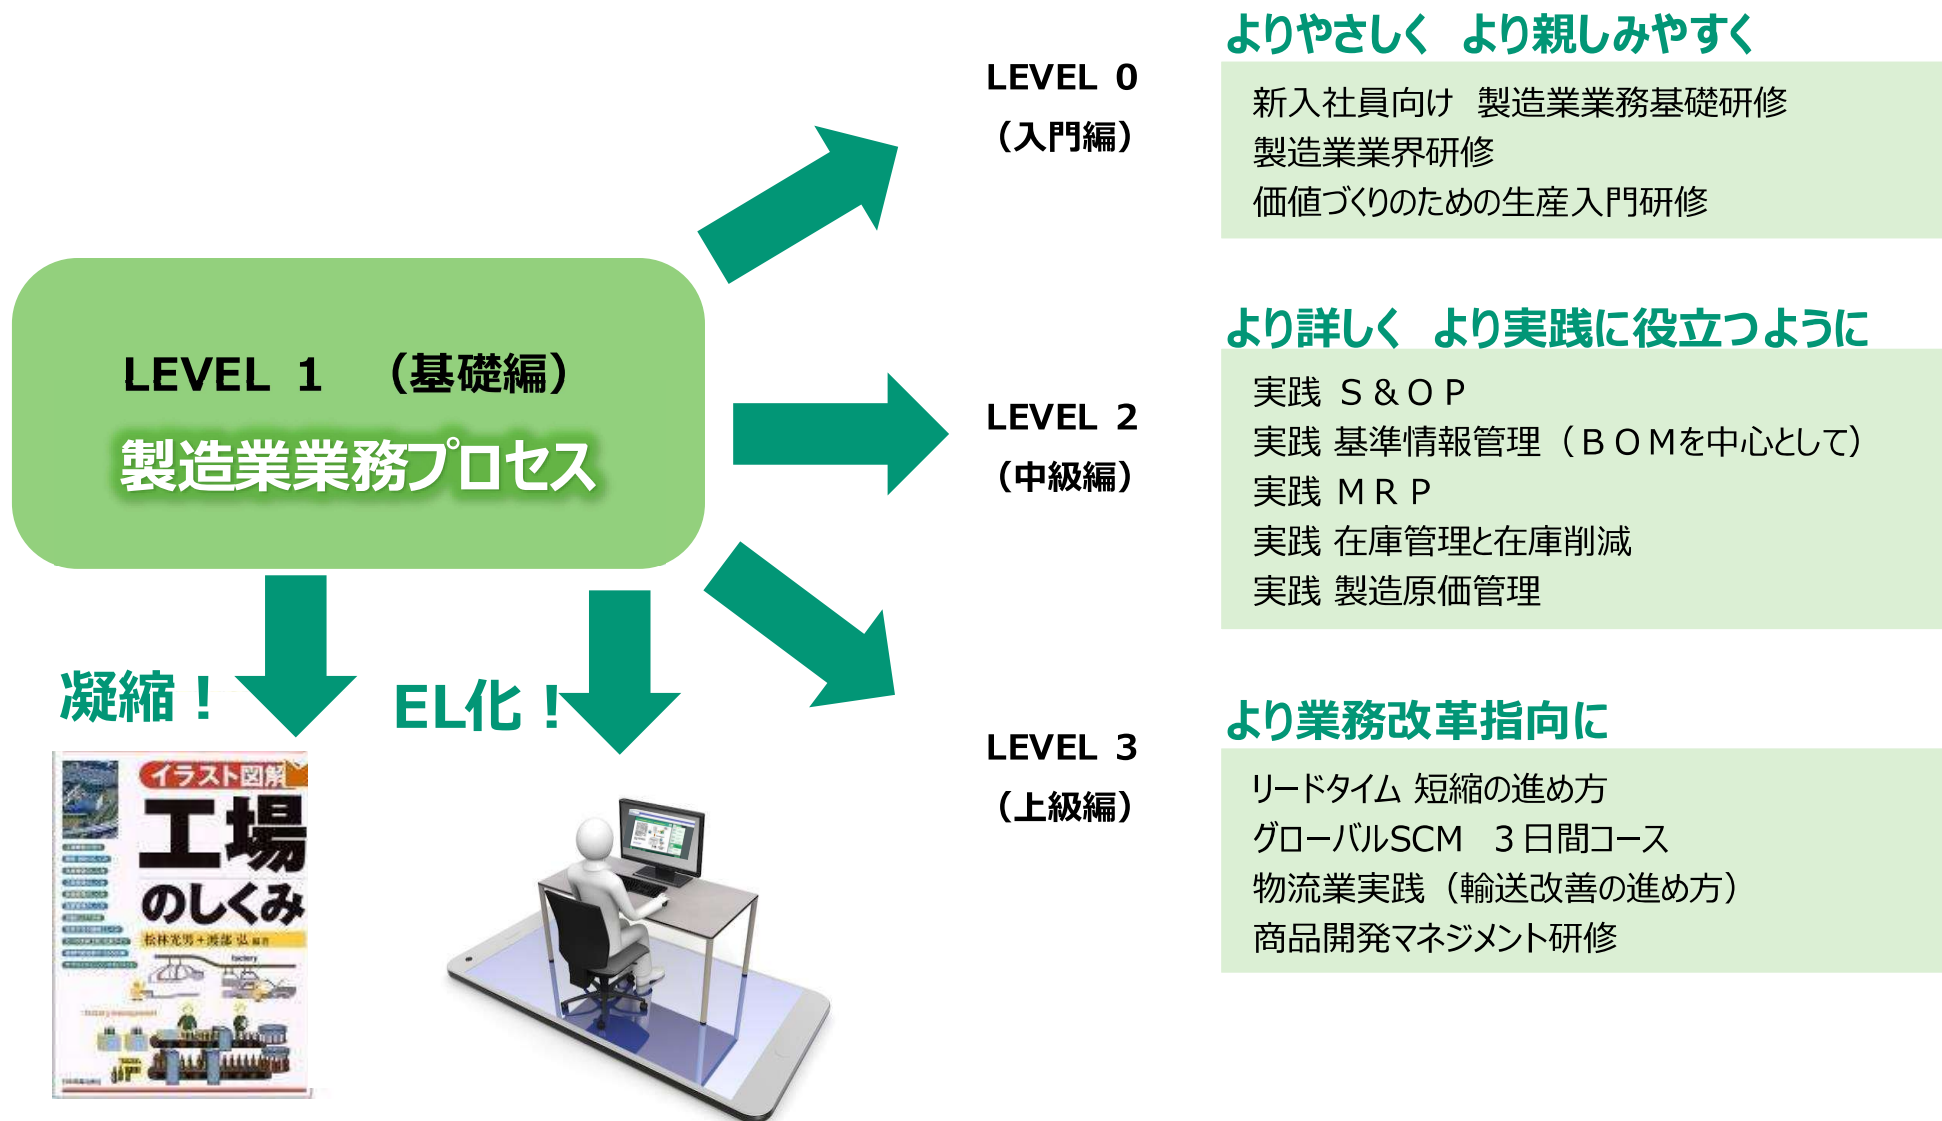 LEVEL 1 （基礎編）
製造業業務プロセス
凝縮！
EL化！
イラスト図解
工場
のしくみ
松林光男＋渡部 弘 編著
factory
LEVEL 0
（入門編）
よりやさしく より親しみやすく
新入社員向け 製造業業務基礎研修
製造業業界研修
価値づくりのための生産入門研修
LEVEL 2
（中級編）
より詳しく より実践に役立つように
実践 Ｓ＆ＯＰ
実践 基準情報管理（ＢＯＭを中心として）
実践 ＭＲＰ
実践 在庫管理と在庫削減
実践 製造原価管理
LEVEL 3
（上級編）
より業務改革指向に
リードタイム 短縮の進め方
グローバルSCM ３日間コース
物流業実践（輸送改善の進め方）
商品開発マネジメント研修